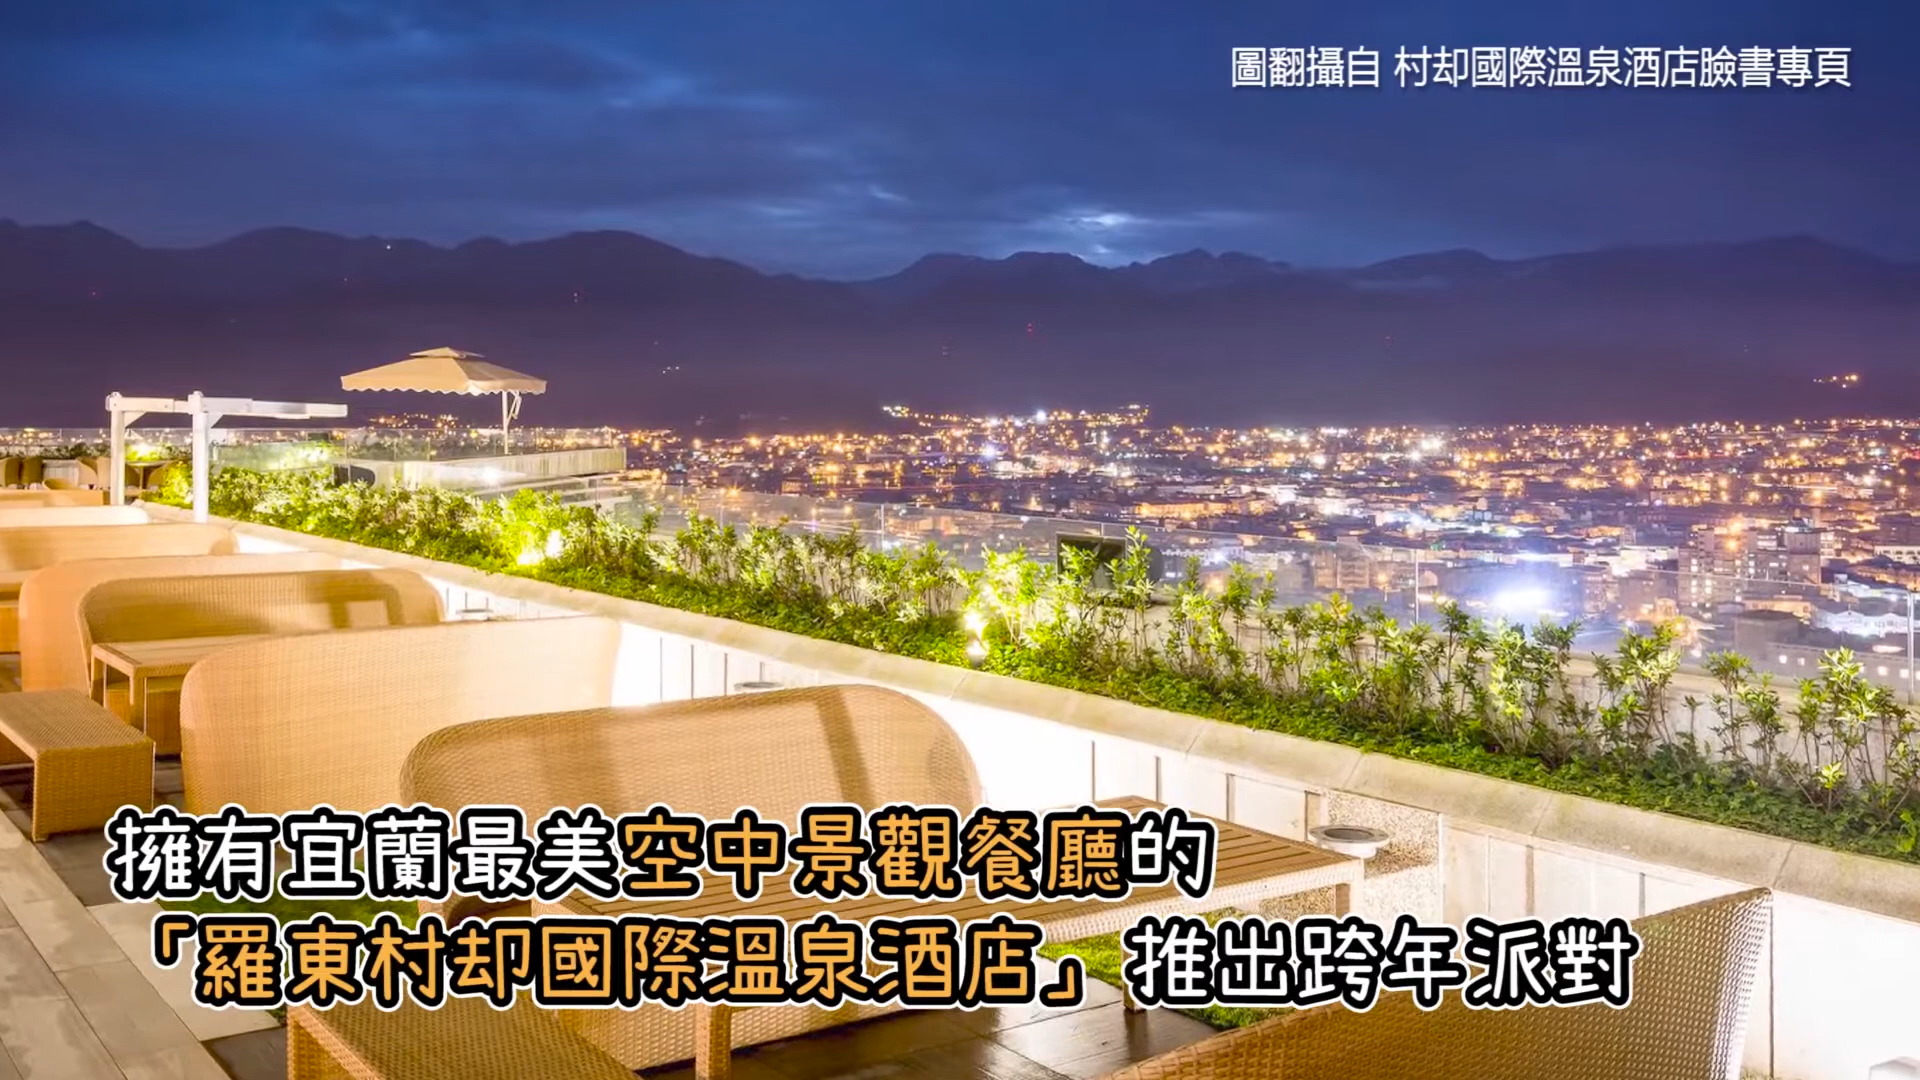 圖翻攝自 村却國際溫泉酒店臉書專頁
擁有宜蘭最美空中景觀餐廳的
「羅東村却國際溫泉酒店」推出跨年派對